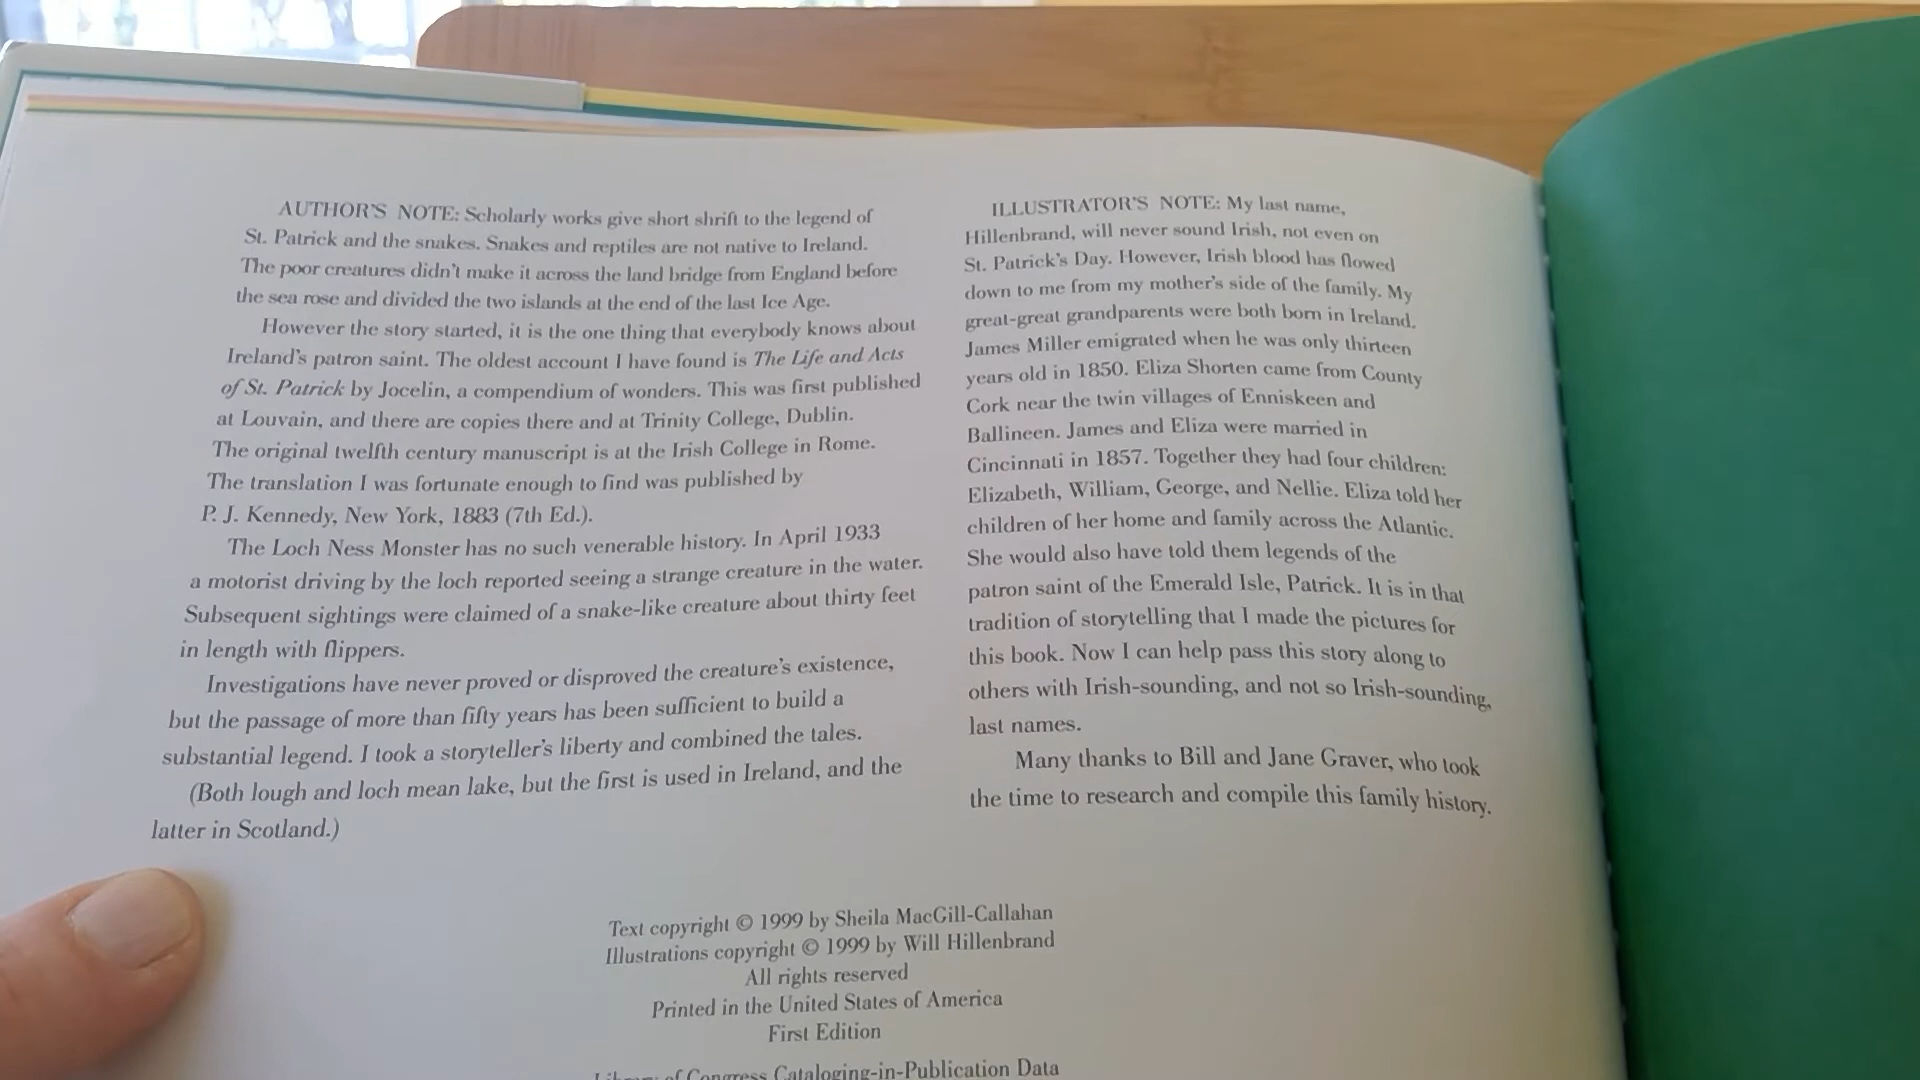 AUTHOR'S NOTE: Scholarly works give short shrift to the legend of
St. Patrick and the snakes. Snakes and reptiles are not native to Ireland.
The poor creatures didn't make it across the land bridge from England before
the sea rose and divided the two islands at the end of the last Ice Age.
However the story started, it is the one thing that everybody knows about
Ireland's patron saint. The oldest account I have found is The Life and Acts
of St. Patrick by Jocelin, a compendium of wonders. This was first published
at Louvain, and there are copies there and at Trinity College, Dublin.
The original twelfth century manuscript is at the Irish College in Rome.
The translation I was fortunate enough to find was published by
P. J. Kennedy, New York, 1883 (7th Ed.).
The Loch Ness Monster has no such venerable history. In April 1933
a motorist driving by the loch reported seeing a strange creature in the water.
Subsequent sightings were claimed of a snake-like creature about thirty feet
in length with flippers.
Investigations have never proved or disproved the creature's existence,
but the passage of more than fifty years has been sufficient to build a
substantial legend. I took a storyteller's liberty and combined the tales.
(Both lough and loch mean lake, but the first is used in Ireland, and the
latter in Scotland.)
ILLUSTRATOR'S NOTE: My last name,
Hillenbrand, will never sound Irish, not even on
St. Patrick's Day. However, Irish blood has flowed
down to me from my mother's side of the family. My
great-great grandparents were both born in Ireland.
James Miller emigrated when he was only thirteen
years old in 1850. Eliza Shorten came from County
Cork near the twin villages of Enniskeen and
Ballineen. James and Eliza were married in
Cincinnati in 1857. Together they had four children:
Elizabeth, William, George, and Nellie. Eliza told her
children of her home and family across the Atlantic.
She would also have told them legends of the
patron saint of the Emerald Isle, Patrick. It is in that
tradition of storytelling that I made the pictures for
this book. Now I can help pass this story along to
others with Irish-sounding, and not so Irish-sounding,
last names.
Many thanks to Bill and Jane Graver, who took
the time to research and compile this family history.
Text copyright © 1999 by Sheila MacGill-Callahan
Illustrations copyright © 1999 by Will Hillenbrand
All rights reserved
Printed in the United States of America
First Edition
Library of Congress Cataloging-in-Publication Data